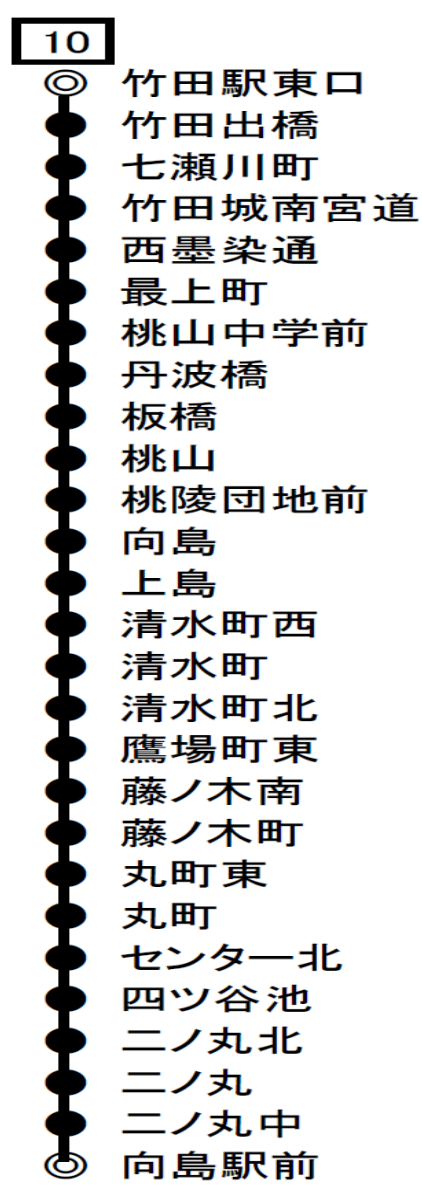 10
竹田駅東口
竹田出橋
七瀬川町
竹田城南宮道
西墨染通
最上町
桃山中学前
丹波橋
板橋
桃山
桃陵団地前
向島
上島
清水町西
清水町
清水町北
鷹場町東
藤ノ木南
藤ノ木町
丸町東
丸町
センター北
四ツ谷池
二ノ丸北
二ノ丸
二ノ丸中
向島駅前